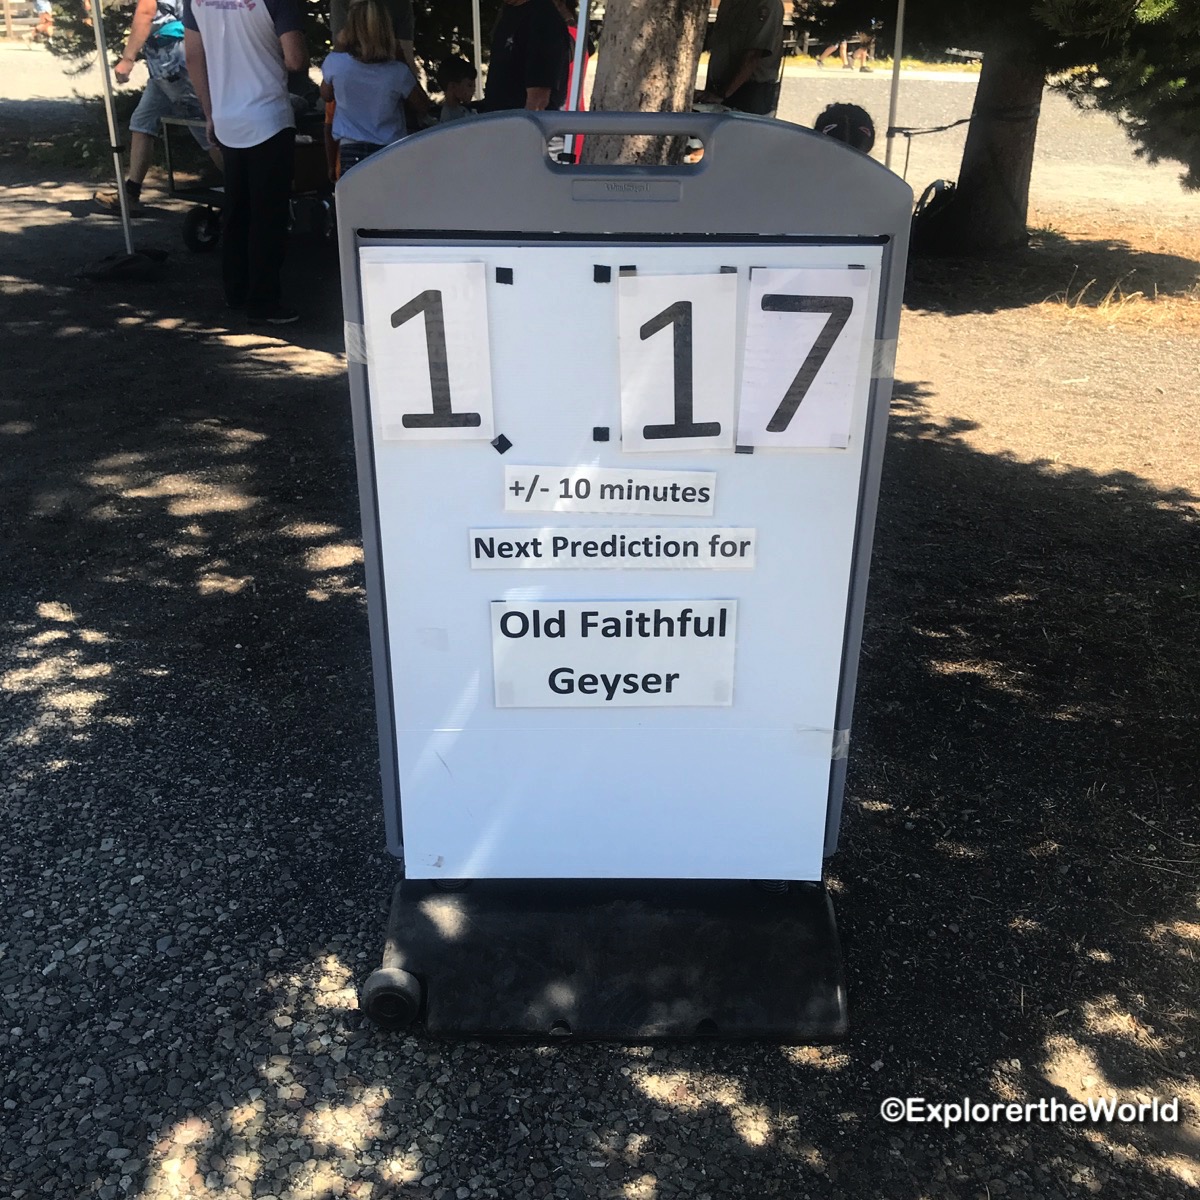 1 17
+/- 10 minutes
Next Prediction for
Old Faithful
Geyser
©ExplorertheWorld